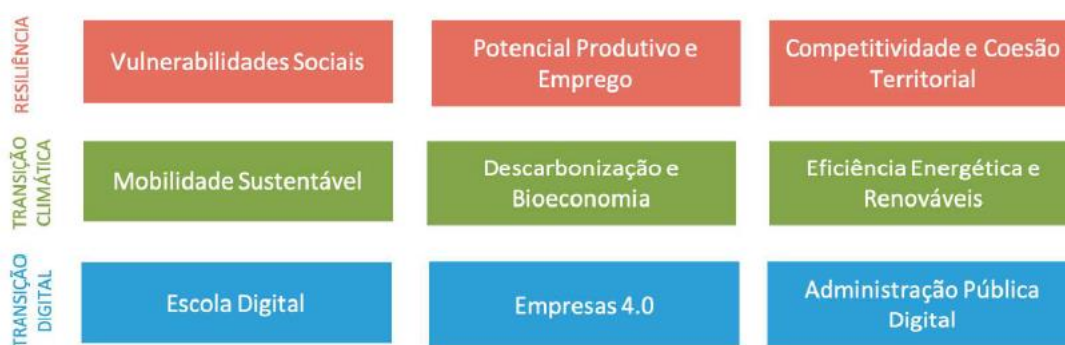 RESILIÊNCIA
Vulnerabilidades Sociais
Potencial Produtivo e
Emprego
Competitividade e Coesão
Territorial
TRANSIÇÃO
CLIMÁTICA
Mobilidade Sustentável
Descarbonização e
Bioeconomia
Eficiência Energética e
Renováveis
TRANSIÇÃO
DIGITAL
Escola Digital
Empresas 4.0
Administração Pública
Digital